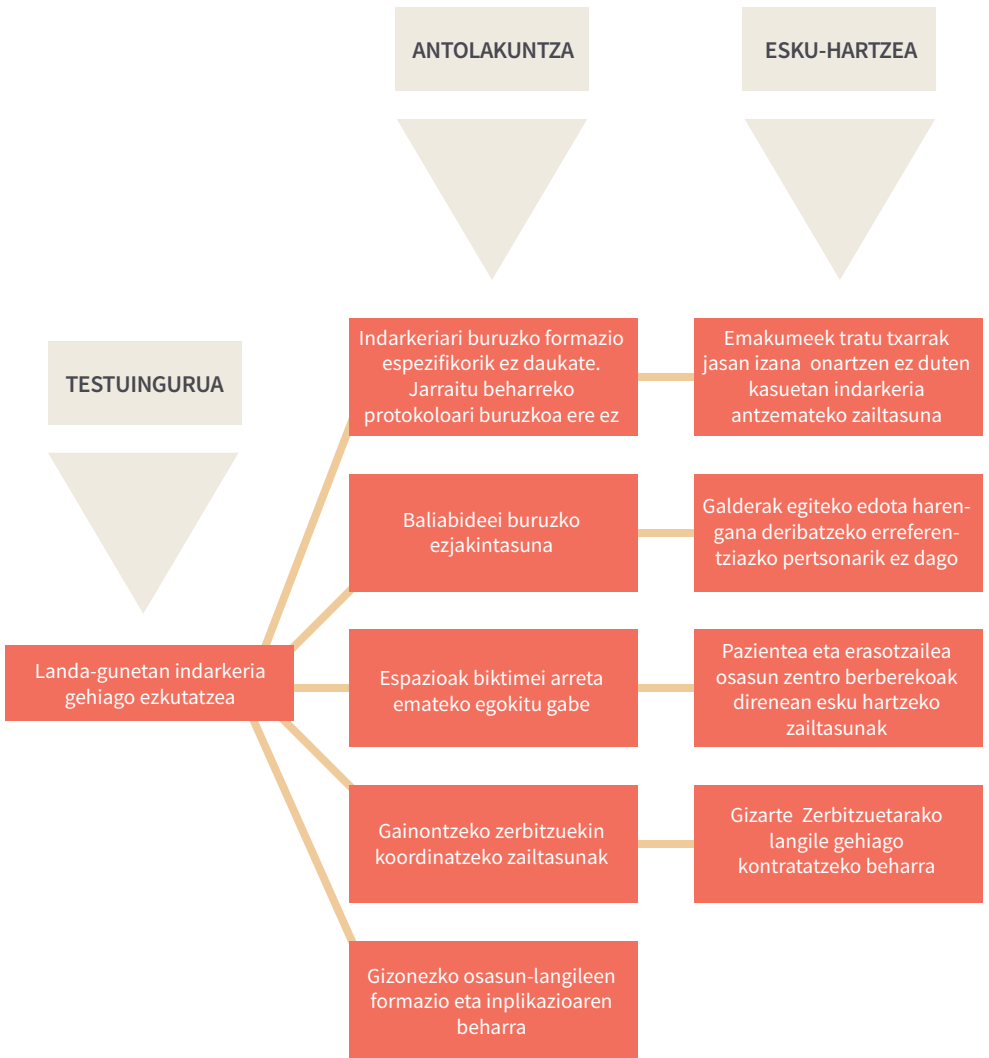 ANTOLAKUNTZA
ESKU-HARTZEA
TESTUINGURUA
Landa-gunetan indarkeria
gehiago ezkutatzea
Indarkeriari buruzko formazio
espezifikorik ez daukate.
Jarraitu beharreko
protokoloari buruzkoa ere ez
Emakumeek tratu txarrak
jasan izana onartzen ez duten
kasuetan indarkeria
antzemateko zailtasuna
Baliabideei buruzko
ezjakintasuna
Galderak egiteko edota haren-
gana deribatzeko erreferen-
tziazko pertsonarik ez dago
Espazioak biktimei arreta
emateko egokitu gabe
Pazientea eta erasotzailea
osasun zentro berberekoak
direnean esku hartzeko
zailtasunak
Gainontzeko zerbitzuekin
koordinatzeko zailtasunak
Gizarte Zerbitzuetarako
langile gehiago
kontratatzeko beharra
Gizonezko osasun-langileen
formazio eta inplikazioaren
beharra